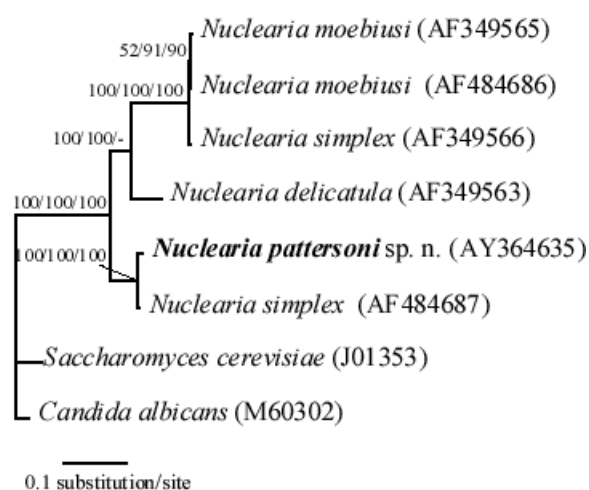 Nuclearia moebiusi (AF349565)
52/91/90
Nuclearia moebiusi (AF484686)
100/100/100
Nuclearia simplex (AF349566)
100/100/-
Nuclearia delicatula (AF349563)
100/100/100
Nuclearia pattersoni sp. n. (AY364635)
100/100/100
Nuclearia simplex (AF484687)
Saccharomyces cerevisiae (J01353)
Candida albicans (M60302)
0.1 substitution/site